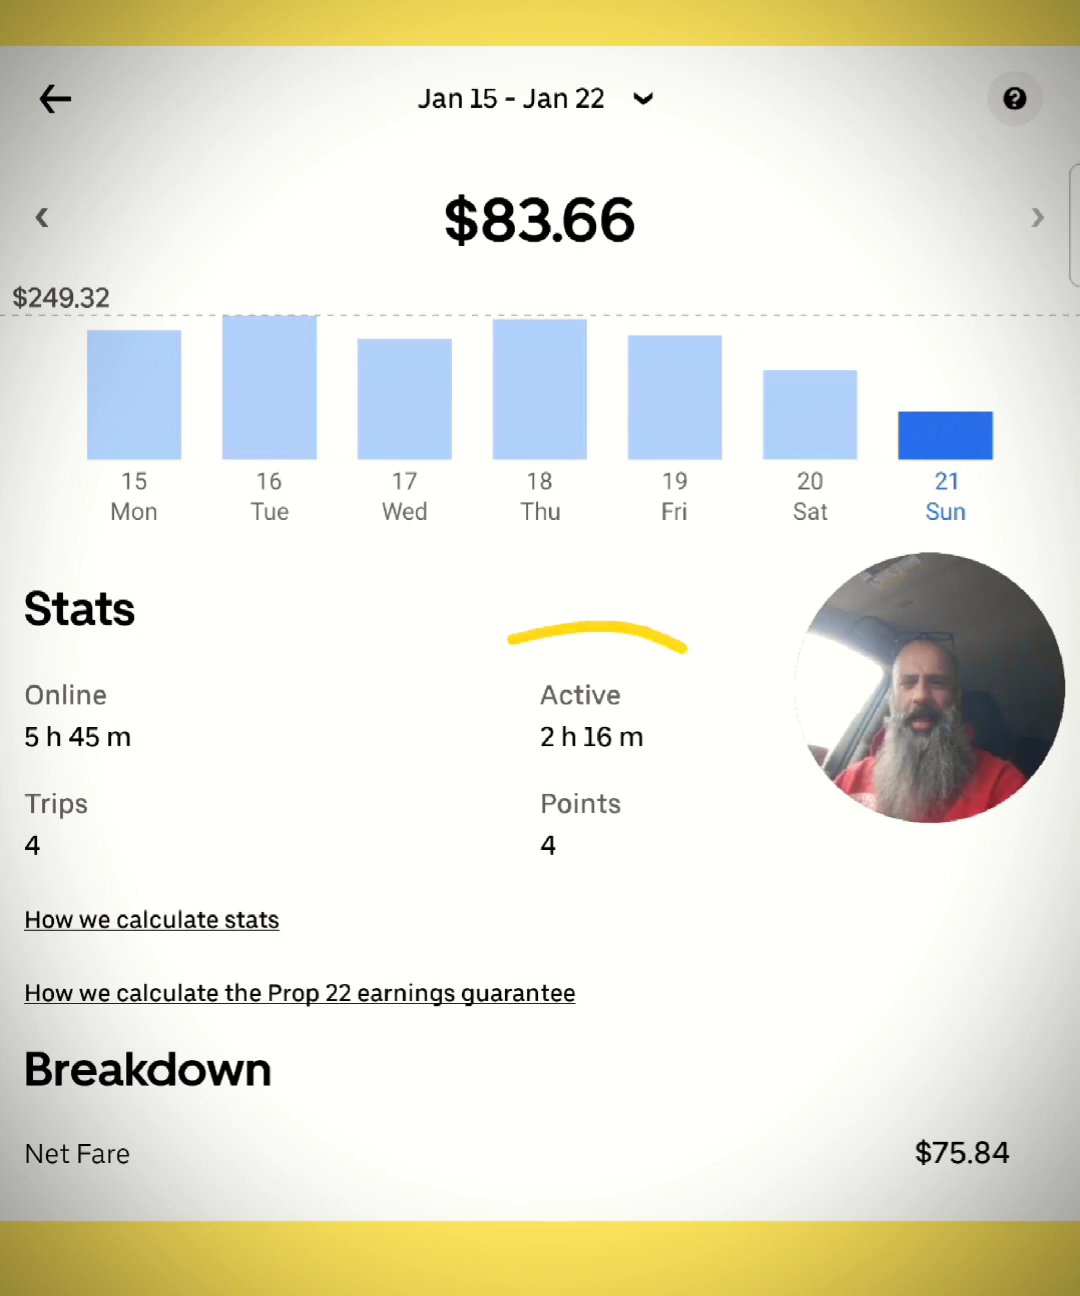 Jan 15 - Jan 22
$83.66
$249.32
15 16 17 18 19 20 21
Mon Tue Wed Thu Fri Sat Sun
Stats
Online Active
5 h 45 m 2 h 16 m
Trips Points
4 4
How we calculate stats
How we calculate the Prop 22 earnings guarantee
Breakdown
Net Fare $75.84